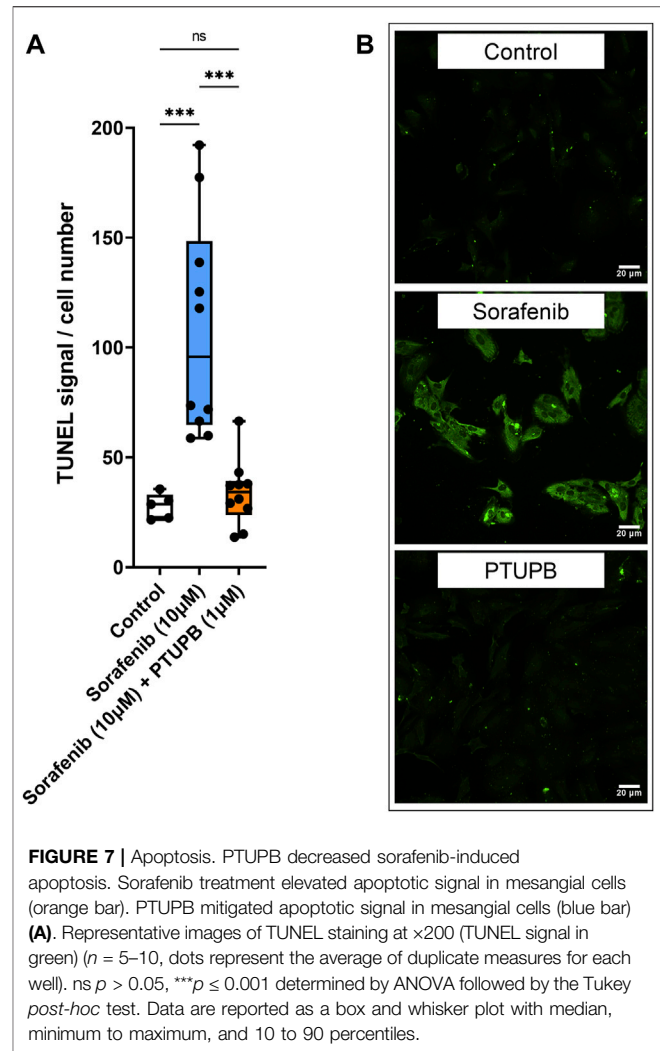 A
ns
***
***
TUNEL signal / cell number
200
150
100
50
0
Control
Sorafenib (10µM)
Sorafenib (10µM) + PTUPB (1µM)
B
Control
20 µm
Sorafenib
20 µm
PTUPB
20 µm
FIGURE 7 | Apoptosis. PTUPB decreased sorafenib-induced
apoptosis. Sorafenib treatment elevated apoptotic signal in mesangial cells
(orange bar). PTUPB mitigated apoptotic signal in mesangial cells (blue bar)
(A). Representative images of TUNEL staining at ×200 (TUNEL signal in
green) (n = 5–10, dots represent the average of duplicate measures for each
well). ns p > 0.05, ***p ≤ 0.001 determined by ANOVA followed by the Tukey
post-hoc test. Data are reported as a box and whisker plot with median,
minimum to maximum, and 10 to 90 percentiles.